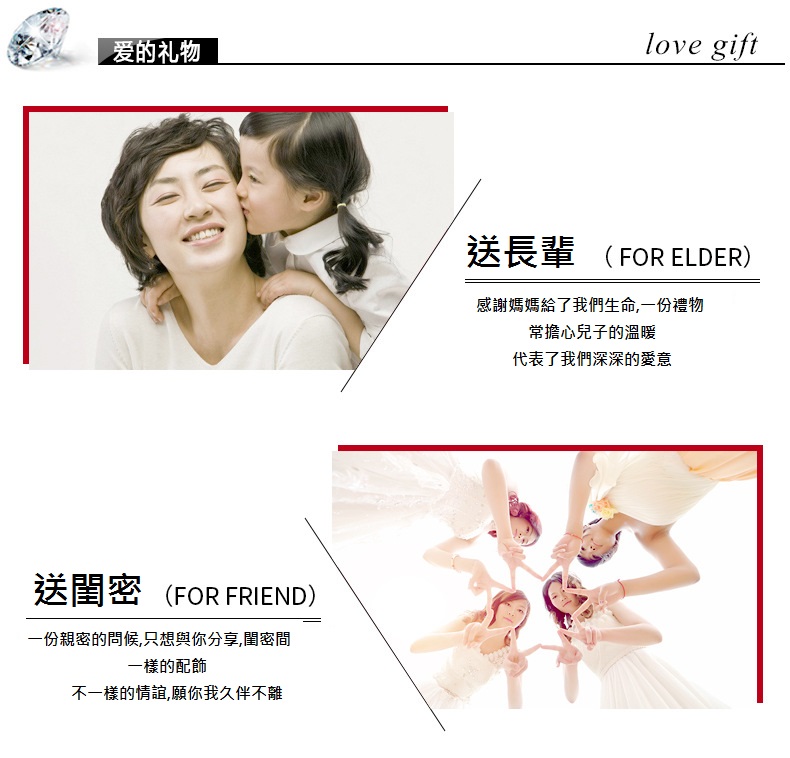 爱的礼物
love gift
送長輩 （FOR ELDER）
感謝媽媽給了我們生命,一份禮物
常擔心兒子的溫暖
代表了我們深深的愛意
送閨密 （FOR FRIEND）
一份親密的問候,只想與你分享,閨密間
一樣的配飾
不一樣的情誼,願你我久伴不離